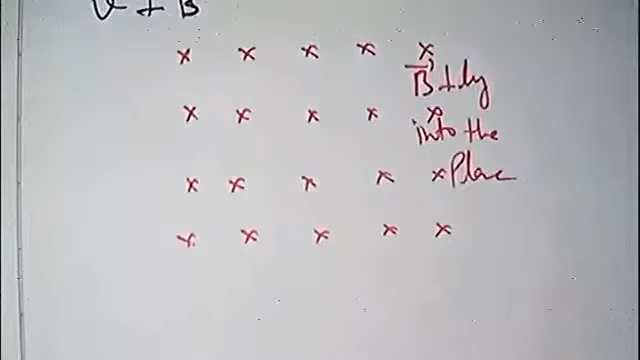 v ⊥ B
x x x x x
B ⊥ly
x x x x x
into the
x x x x x Plane
x x x x x